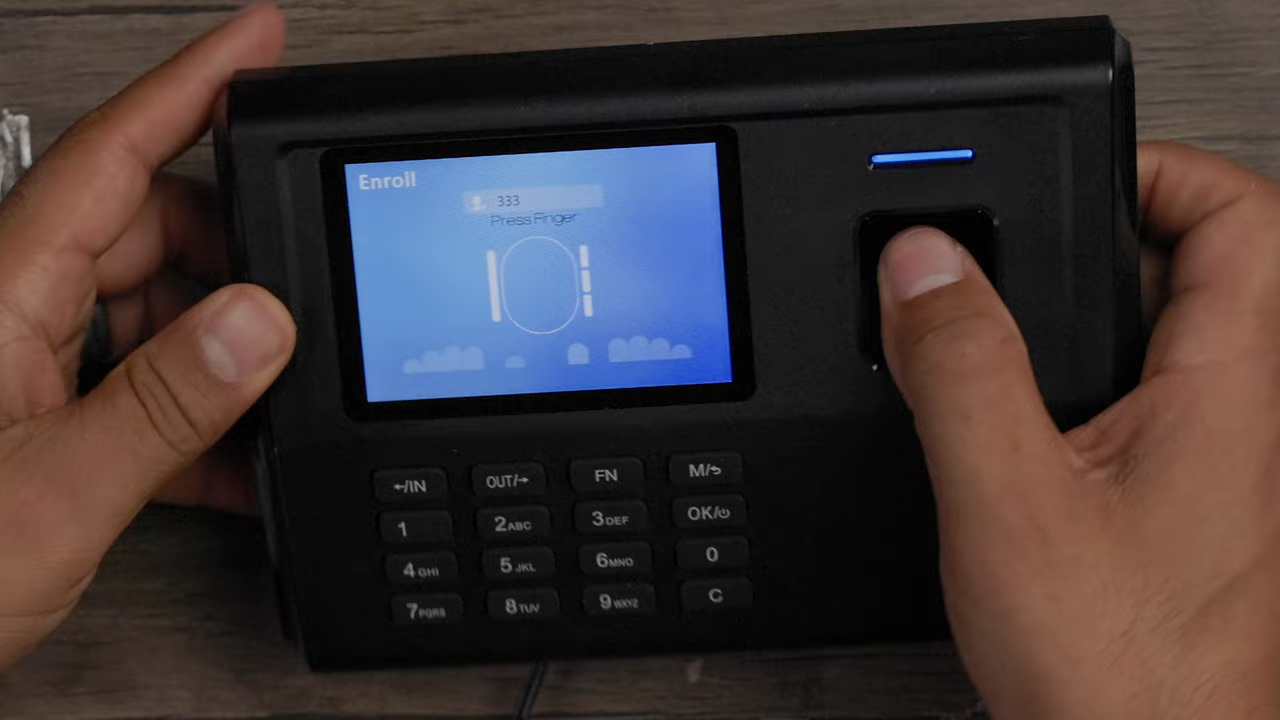 Enroll
333
Press Finger
←/IN OUT/→ FN M/⮌
1 2ABC 3DEF OK/⏻
4GHI 5JKL 6MNO 0
7PQRS 8TUV 9WXYZ C